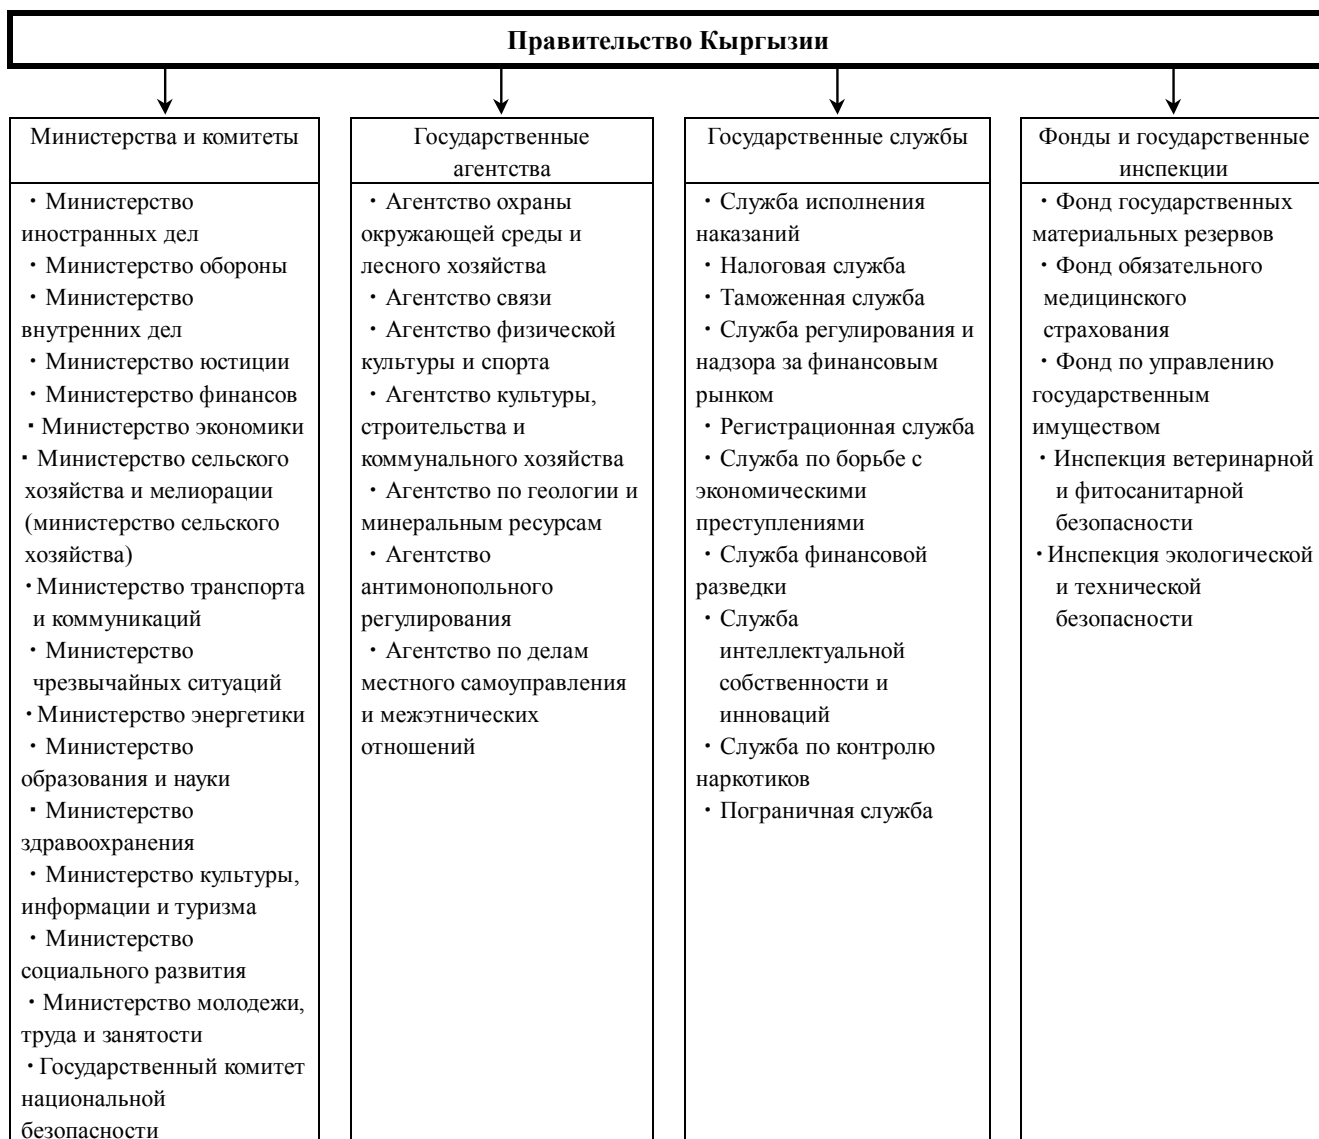 Правительство Кыргызии
Министерства и комитеты
・Министерство
иностранных дел
・Министерство обороны
・Министерство
внутренних дел
・Министерство юстиции
・Министерство финансов
・Министерство экономики
・Министерство сельского
хозяйства и мелиорации
(министерство сельского
хозяйства)
・Министерство транспорта
и коммуникаций
・Министерство
чрезвычайных ситуаций
・Министерство энергетики
・Министерство
образования и науки
・Министерство
здравоохранения
・Министерство культуры,
информации и туризма
・Министерство
социального развития
・Министерство молодежи,
труда и занятости
・Государственный комитет
национальной
безопасности
Государственные
агентства
・Агентство охраны
окружающей среды и
лесного хозяйства
・Агентство связи
・Агентство физической
культуры и спорта
・Агентство культуры,
строительства и
коммунального хозяйства
・Агентство по геологии и
минеральным ресурсам
・Агентство
антимонопольного
регулирования
・Агентство по делам
местного самоуправления
и межэтнических
отношений
Государственные службы
・Служба исполнения
наказаний
・Налоговая служба
・Таможенная служба
・Служба регулирования и
надзора за финансовым
рынком
・Регистрационная служба
・Служба по борьбе с
экономическими
преступлениями
・Служба финансовой
разведки
・Служба
интеллектуальной
собственности и
инноваций
・Служба по контролю
наркотиков
・Пограничная служба
Фонды и государственные
инспекции
・Фонд государственных
материальных резервов
・Фонд обязательного
медицинского
страхования
・Фонд по управлению
государственным
имуществом
・Инспекция ветеринарной
и фитосанитарной
безопасности
・Инспекция экологической
и технической
безопасности